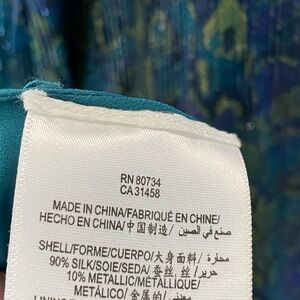 RN 80734
CA 31458
MADE IN CHINA/FABRIQUÉ EN CHINE/
HECHO EN CHINA/中国制造/ صنع في الصين
SHELL/FORME/CUERPO/大身面料/ محارة /
90% SILK/SOIE/SEDA/蚕丝. 丝/ حرير
10% METALLIC/MÉTALLIQUE/
METÁLICO/金属的/